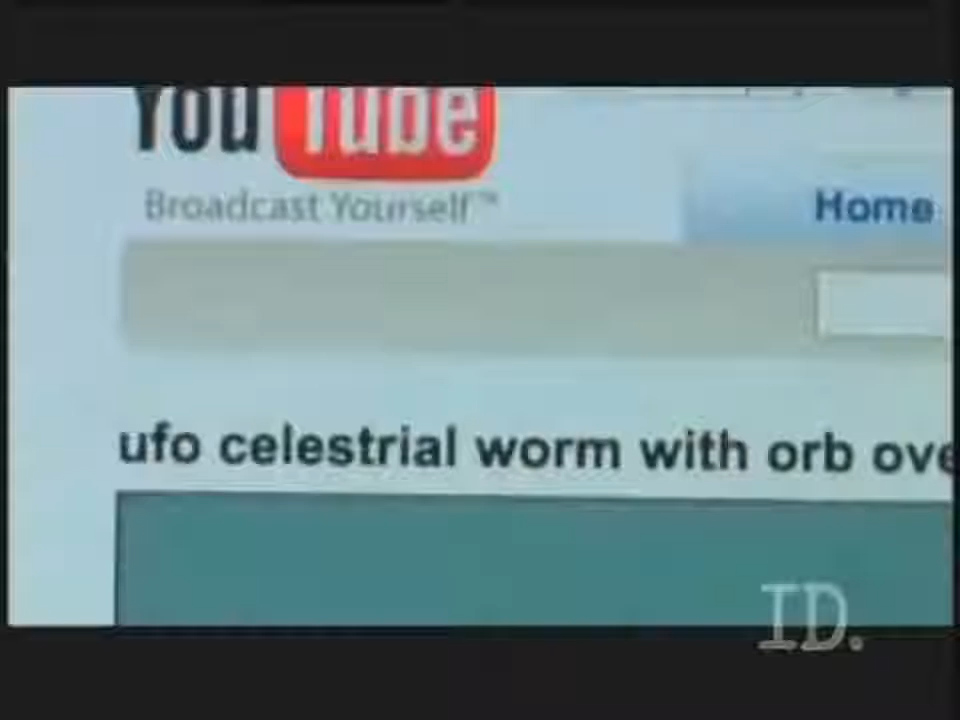 YouTube
Broadcast Yourself™
Home
ufo celestrial worm with orb ove
ID.